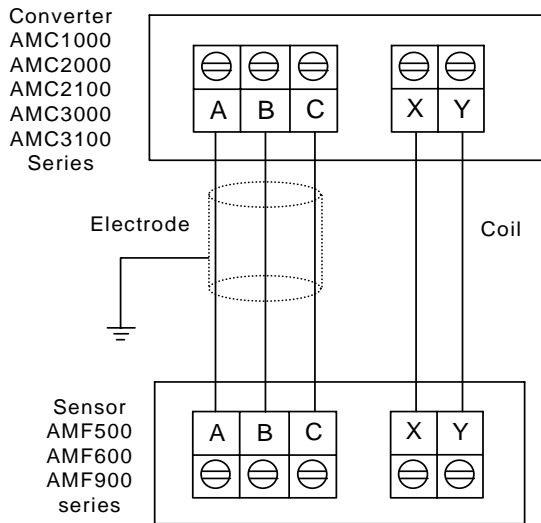 Converter
AMC1000
AMC2000
AMC2100
AMC3000
AMC3100
Series
A B C X Y
Electrode
Coil
Sensor
AMF500
AMF600
AMF900
series
A B C X Y